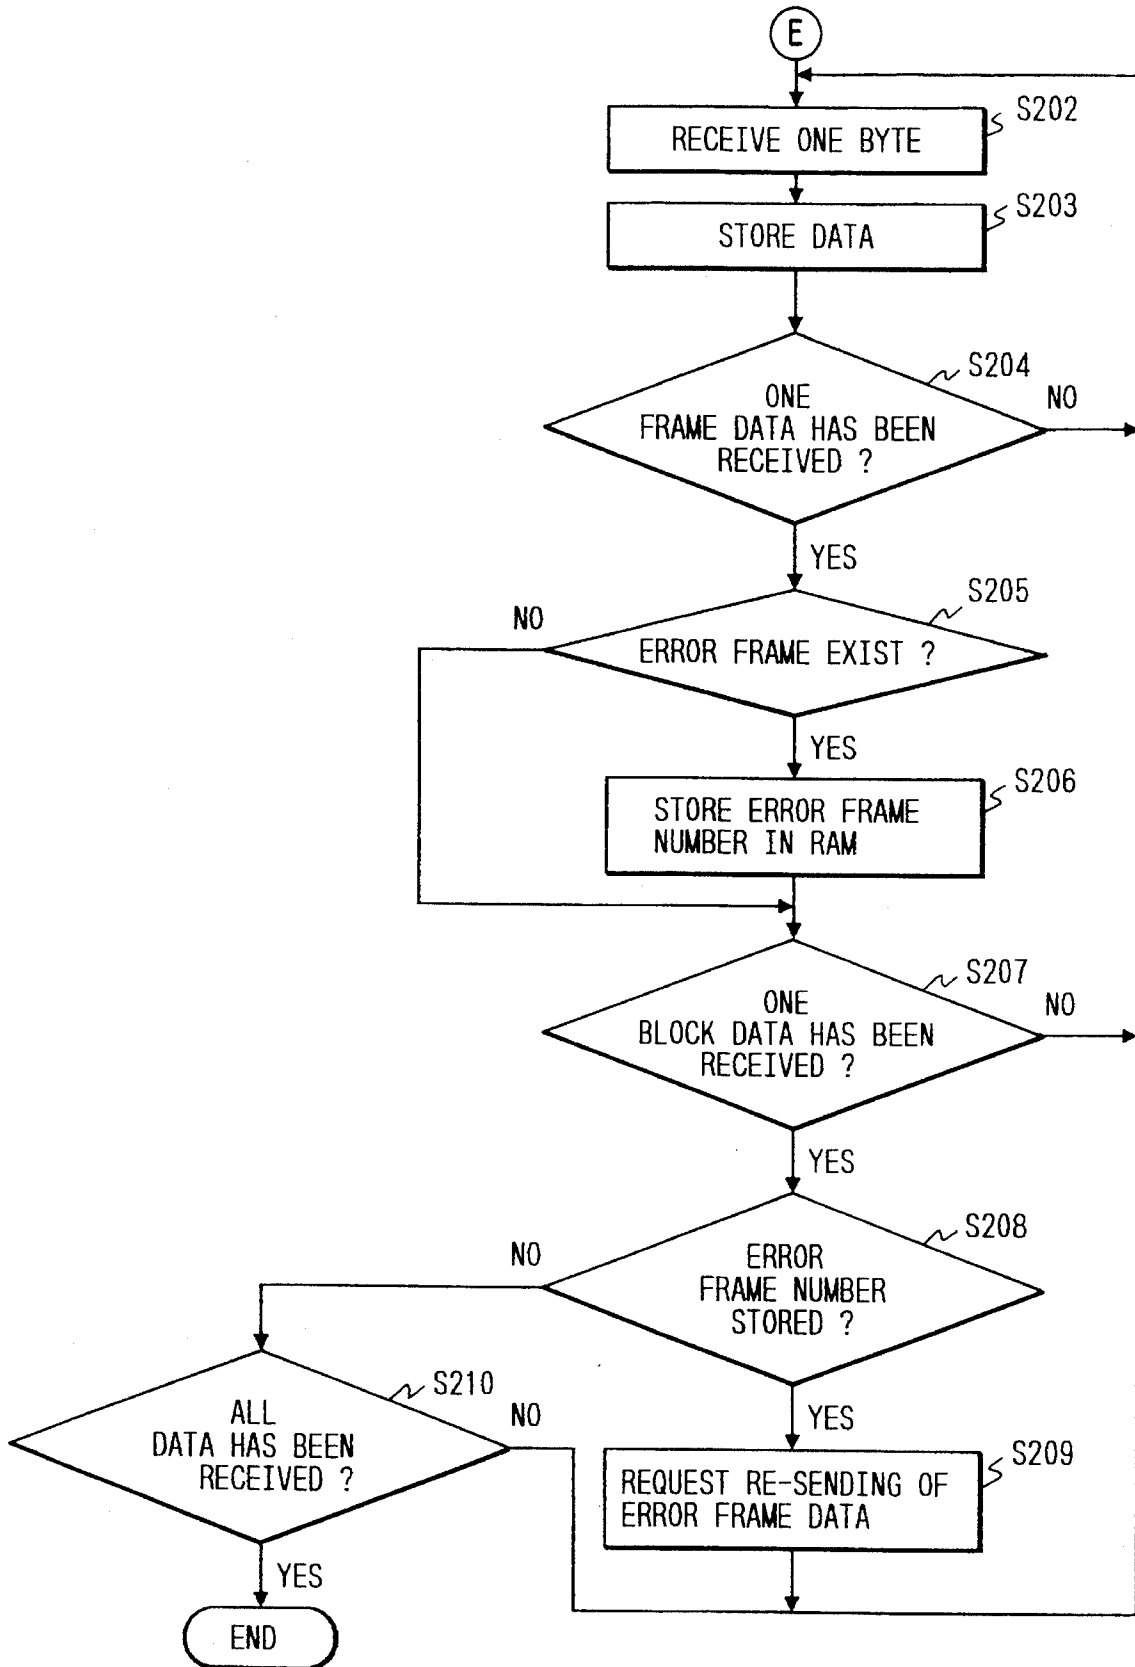 E
S202
RECEIVE ONE BYTE
S203
STORE DATA
S204
ONE
FRAME DATA HAS BEEN
RECEIVED ?
NO
YES
S205
NO
ERROR FRAME EXIST ?
YES
S206
STORE ERROR FRAME
NUMBER IN RAM
S207
ONE
BLOCK DATA HAS BEEN
RECEIVED ?
NO
YES
S208
NO
ERROR
FRAME NUMBER
STORED ?
S210
ALL
DATA HAS BEEN
RECEIVED ?
NO
YES
S209
REQUEST RE-SENDING OF
ERROR FRAME DATA
YES
END